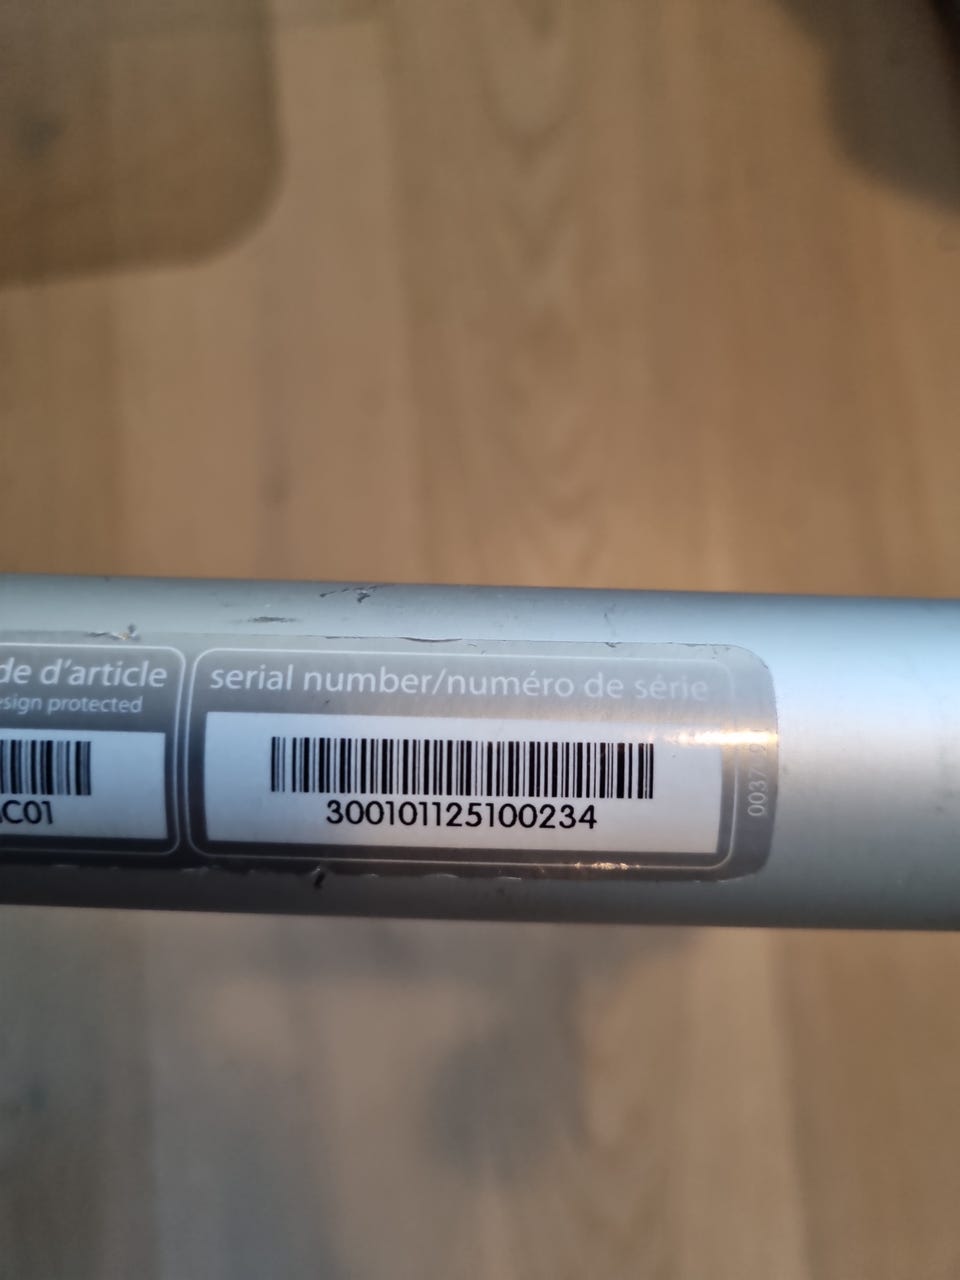 de d'article
esign protected
C01
serial number/numéro de série
300101125100234